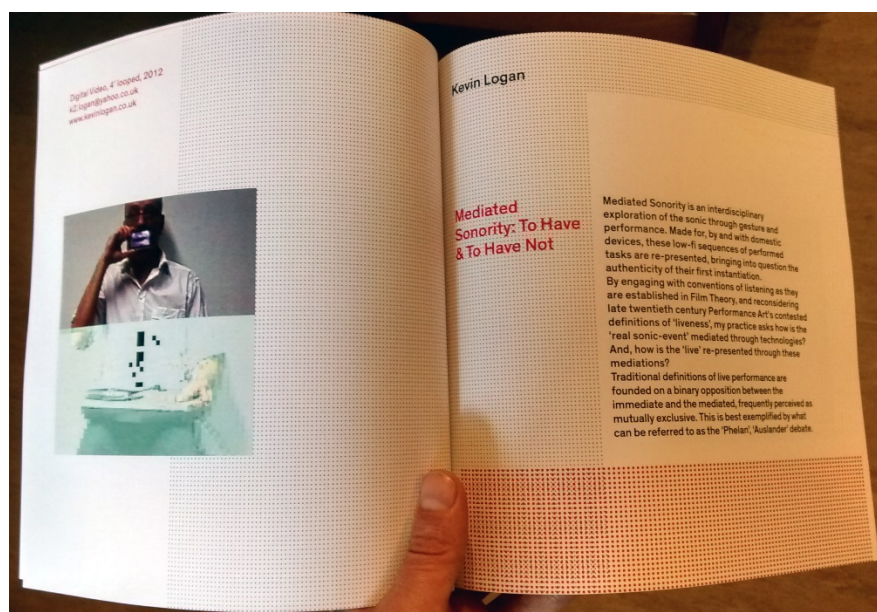 Digital Video, 4' looped, 2012
k2.logan@yahoo.co.uk
www.kevinlogan.co.uk
Kevin Logan
Mediated
Sonority: To Have
& To Have Not
Mediated Sonority is an interdisciplinary
exploration of the sonic through gesture and
performance. Made for, by and with domestic
devices, these low-fi sequences of performed
tasks are re-presented, bringing into question the
authenticity of their first instantiation.
By engaging with conventions of listening as they
are established in Film Theory, and reconsidering
late twentieth century Performance Art's contested
definitions of 'liveness', my practice asks how is the
'real sonic-event' mediated through technologies?
And, how is the 'live' re-presented through these
mediations?
Traditional definitions of live performance are
founded on a binary opposition between the
immediate and the mediated, frequently perceived as
mutually exclusive. This is best exemplified by what
can be referred to as the 'Phelan', 'Auslander' debate.